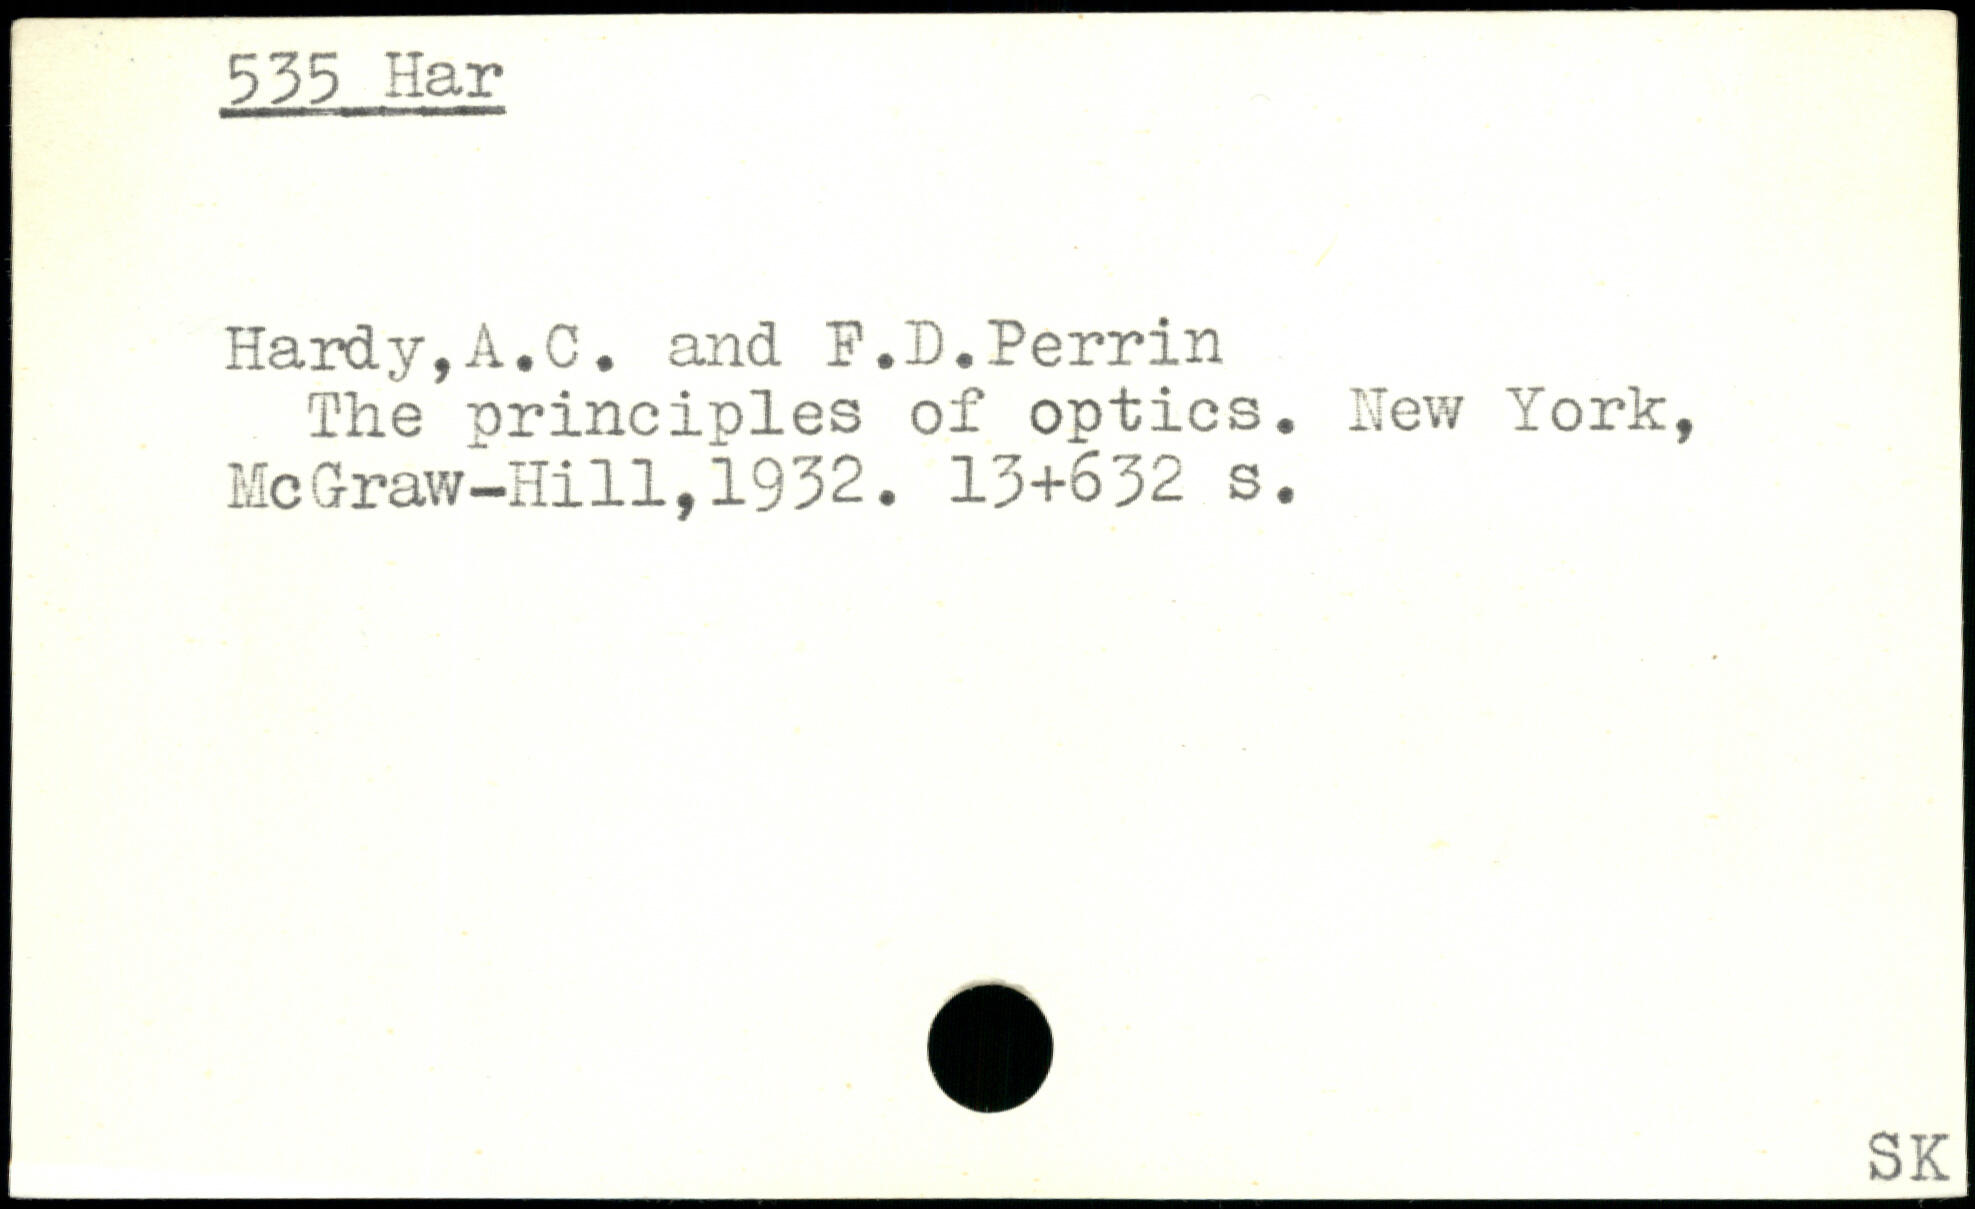 535 Har
Hardy,A.C. and F.D.Perrin
The principles of optics. New York,
McGraw-Hill,1932. 13+632 s.
SK